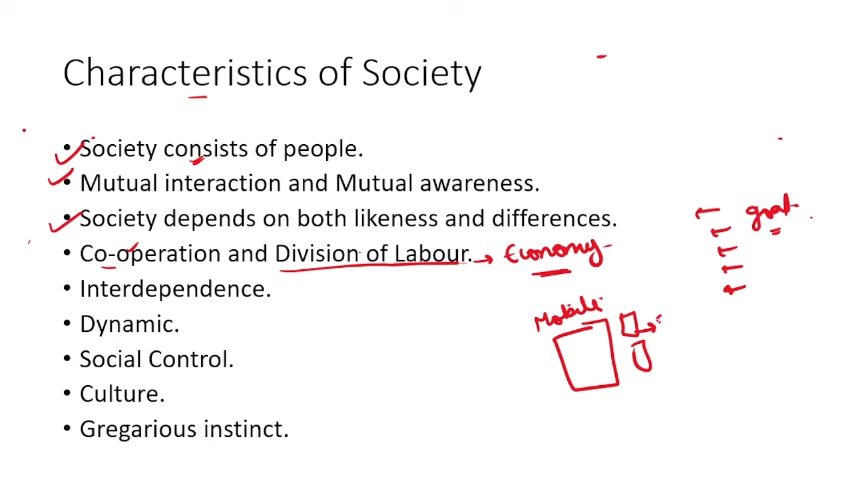 Characteristics of Society
• Society consists of people.
• Mutual interaction and Mutual awareness.
• Society depends on both likeness and differences.
• Co-operation and Division of Labour. → Economy
• Interdependence.
Mobile
• Dynamic.
• Social Control.
• Culture.
• Gregarious instinct.